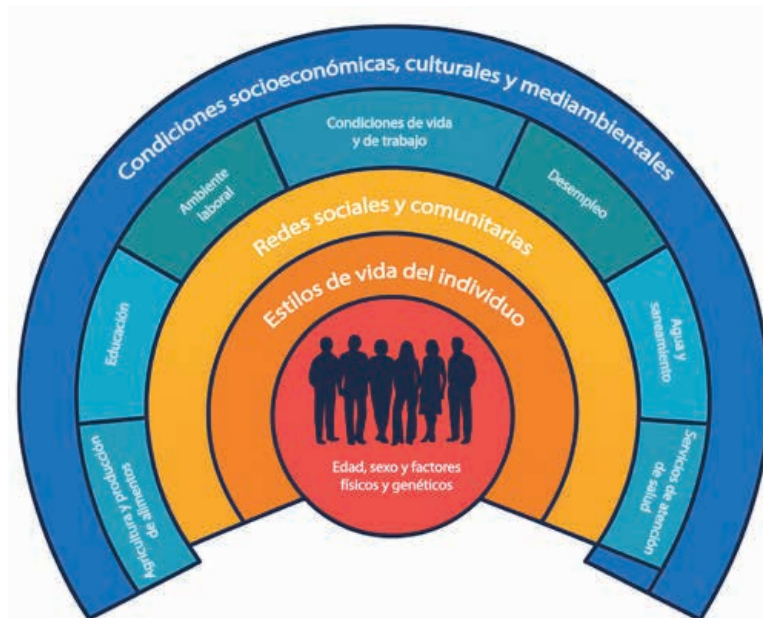 Condiciones socioeconómicas, culturales y mediambientales
Condiciones de vida
y de trabajo
Ambiente
laboral
Desempleo
Educación
Agua y
saneamiento
Agricultura y producción
de alimentos
Servicios de atención
de salud
Redes sociales y comunitarias
Estilos de vida del individuo
Edad, sexo y factores
físicos y genéticos